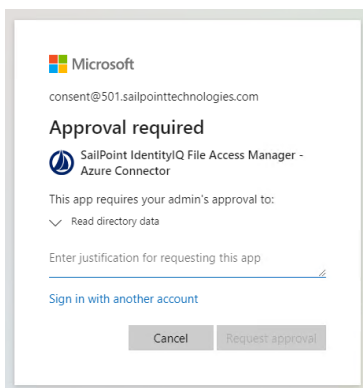 Microsoft
consent@501.sailpointtechnologies.com
Approval required
SailPoint IdentityIQ File Access Manager -
Azure Connector
This app requires your admin's approval to:
Read directory data
Enter justification for requesting this app
Sign in with another account
Cancel
Request approval